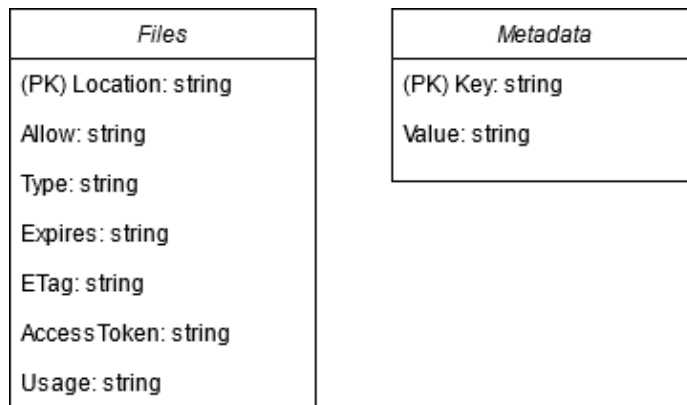 Files
(PK) Location: string
Allow: string
Type: string
Expires: string
ETag: string
AccessToken: string
Usage: string
Metadata
(PK) Key: string
Value: string